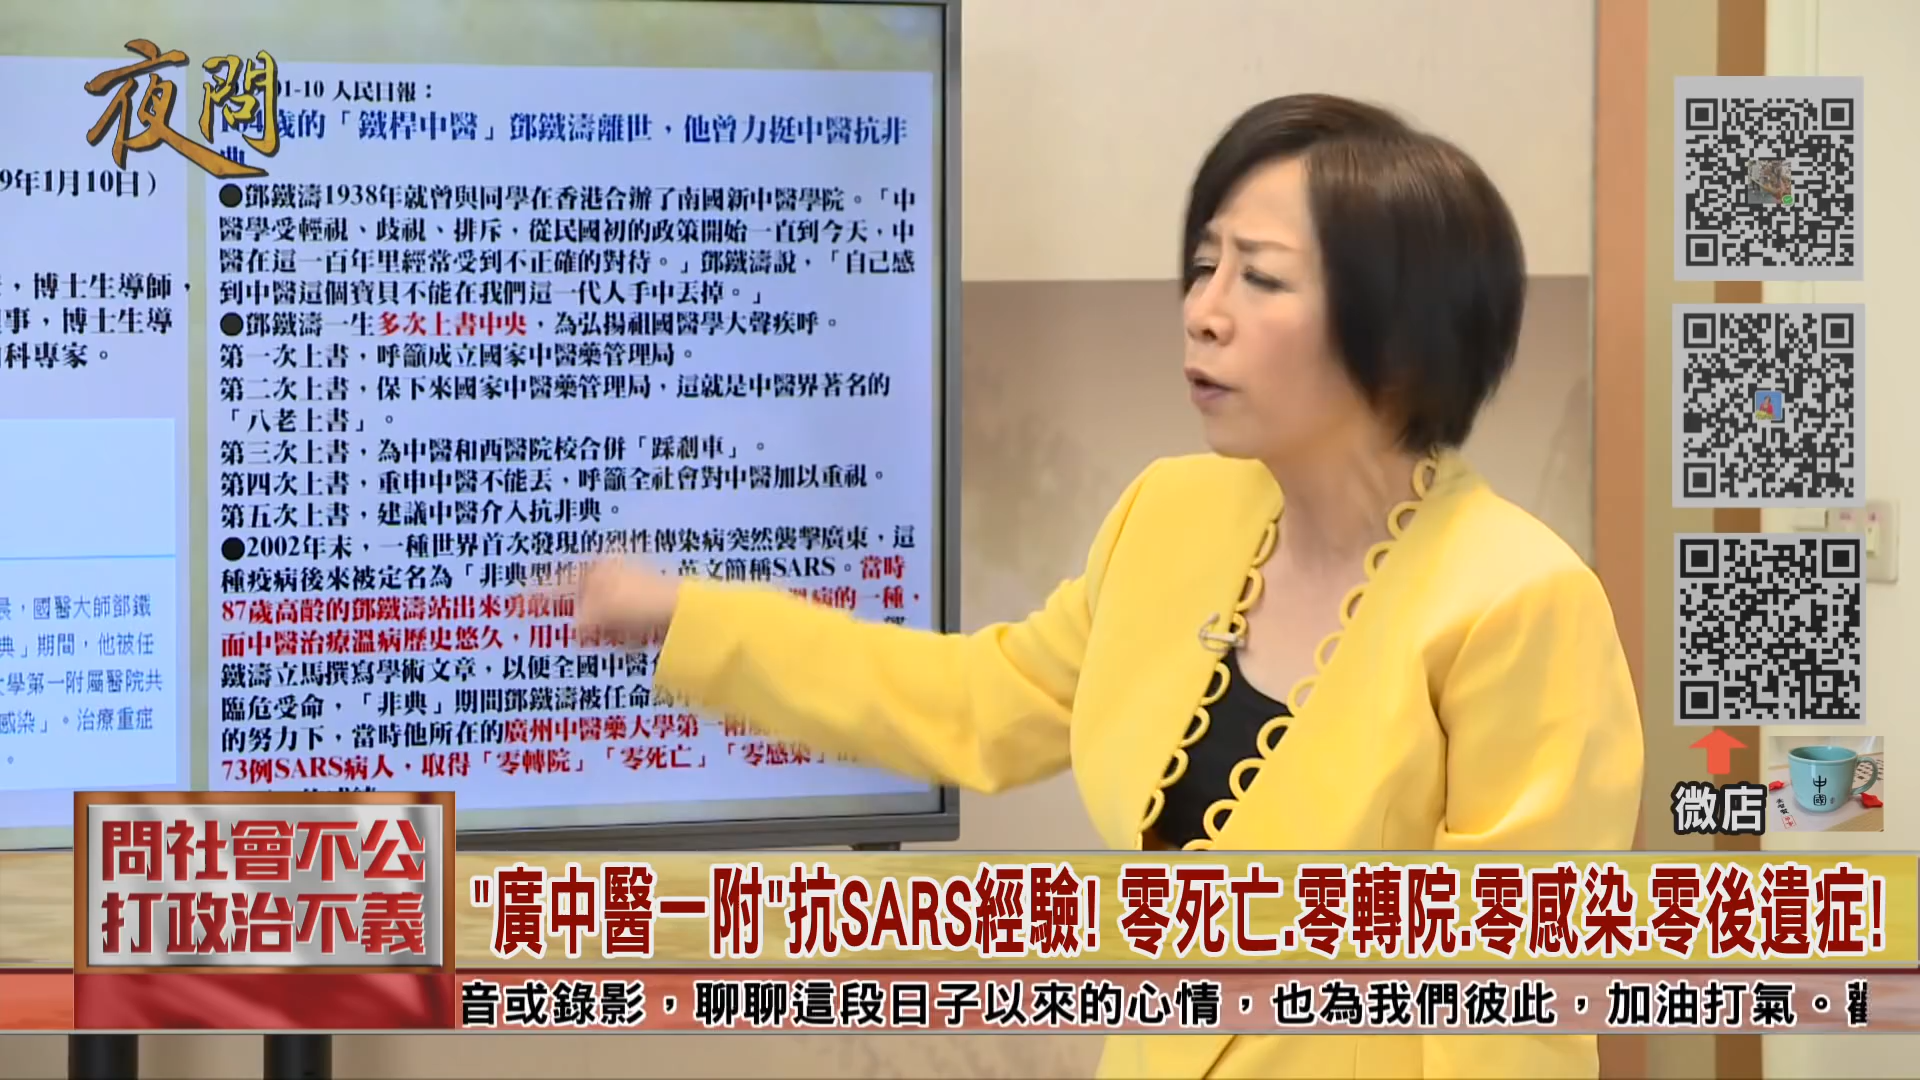 夜問
9年1月10日）
，博士生導師，
事，博士生導
科專家。
晨，國醫大師鄧鐵
典」期間，他被任
大學第一附屬醫院共
感染」。治療重症
。
01-10 人民日報：
歲的「鐵桿中醫」鄧鐵濤離世，他曾力挺中醫抗非
典
●鄧鐵濤1938年就曾與同學在香港合辦了南國新中醫學院。「中
醫學受輕視、歧視、排斥，從民國初的政策開始一直到今天，中
醫在這一百年里經常受到不正確的對待。」鄧鐵濤說，「自己感
到中醫這個寶貝不能在我們這一代人手中丟掉。」
●鄧鐵濤一生多次上書中央，為弘揚祖國醫學大聲疾呼。
第一次上書，呼籲成立國家中醫藥管理局。
第二次上書，保下來國家中醫藥管理局，這就是中醫界著名的
「八老上書」。
第三次上書，為中醫和西醫院校合併「踩剎車」。
第四次上書，重申中醫不能丟，呼籲全社會對中醫加以重視。
第五次上書，建議中醫介入抗非典。
●2002年末，一種世界首次發現的烈性傳染病突然襲擊廣東，這
種疫病後來被定名為「非典型性，英文簡稱SARS。當時
87歲高齡的鄧鐵濤站出來勇敢而溫病的一種，
而中醫治療溫病歷史悠久，用中醫藥
鐵濤立馬撰寫學術文章，以便全國中醫
臨危受命，「非典」期間鄧鐵濤被任命為
的努力下，當時他所在的廣州中醫藥大學第一附
73例SARS病人，取得「零轉院」「零死亡」「零感染」
微店
中國
問社會不公
打政治不義
"廣中醫一附"抗SARS經驗! 零死亡.零轉院.零感染.零後遺症!
音或錄影，聊聊這段日子以來的心情，也為我們彼此，加油打氣。